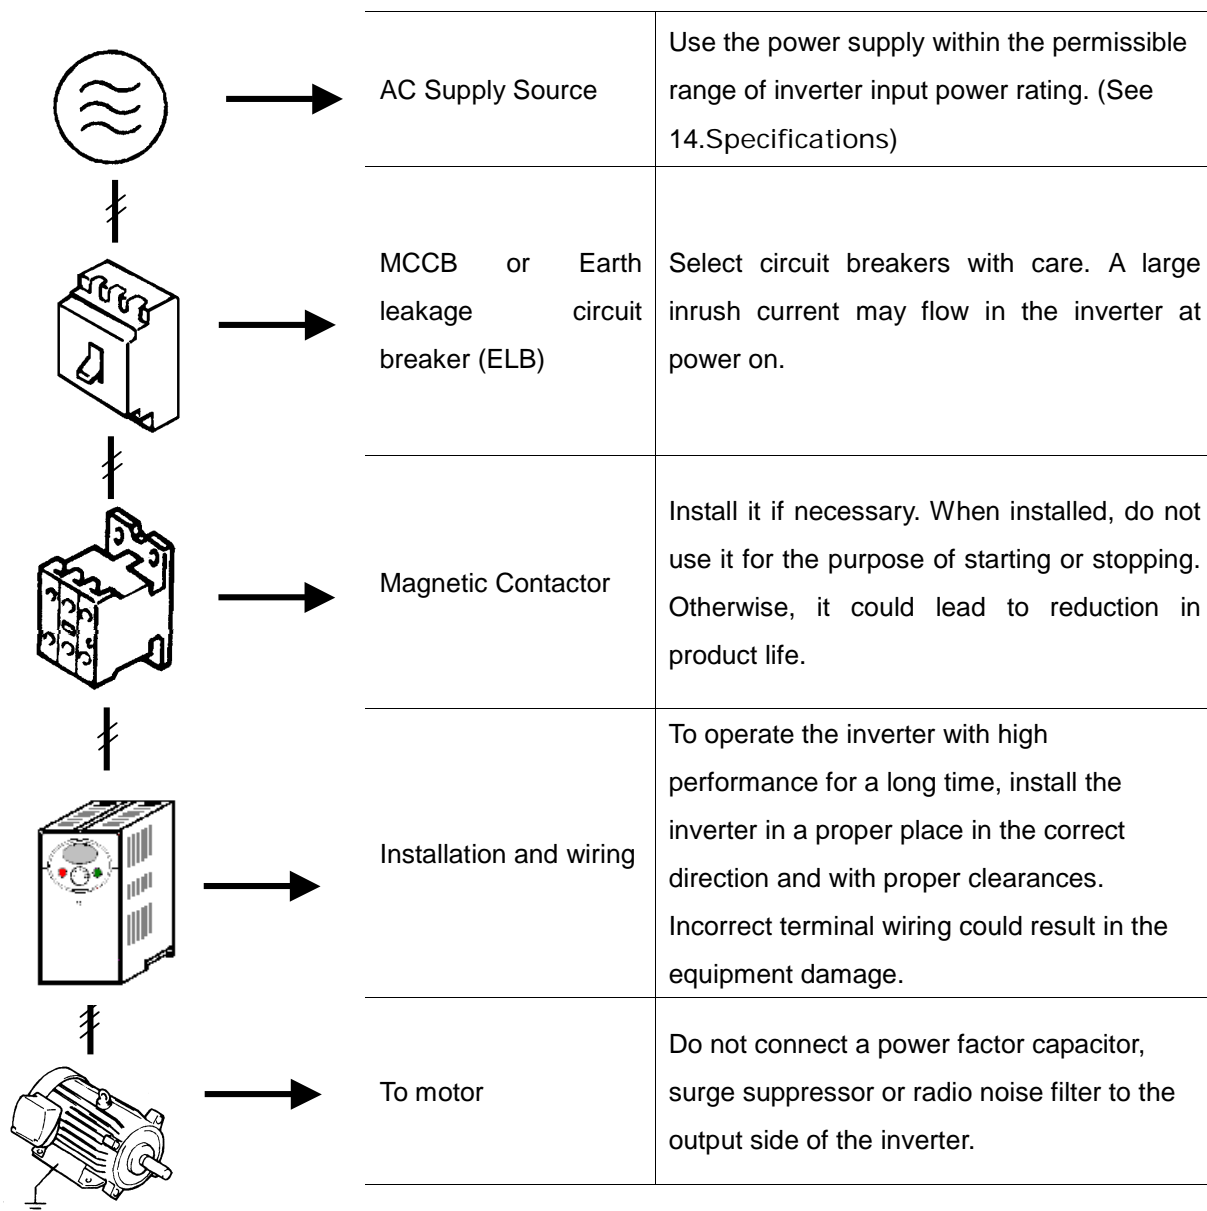 AC Supply Source
Use the power supply within the permissible
range of inverter input power rating. (See
14.Specifications)
MCCB or Earth
leakage circuit
breaker (ELB)
Select circuit breakers with care. A large
inrush current may flow in the inverter at
power on.
Magnetic Contactor
Install it if necessary. When installed, do not
use it for the purpose of starting or stopping.
Otherwise, it could lead to reduction in
product life.
Installation and wiring
To operate the inverter with high
performance for a long time, install the
inverter in a proper place in the correct
direction and with proper clearances.
Incorrect terminal wiring could result in the
equipment damage.
To motor
Do not connect a power factor capacitor,
surge suppressor or radio noise filter to the
output side of the inverter.